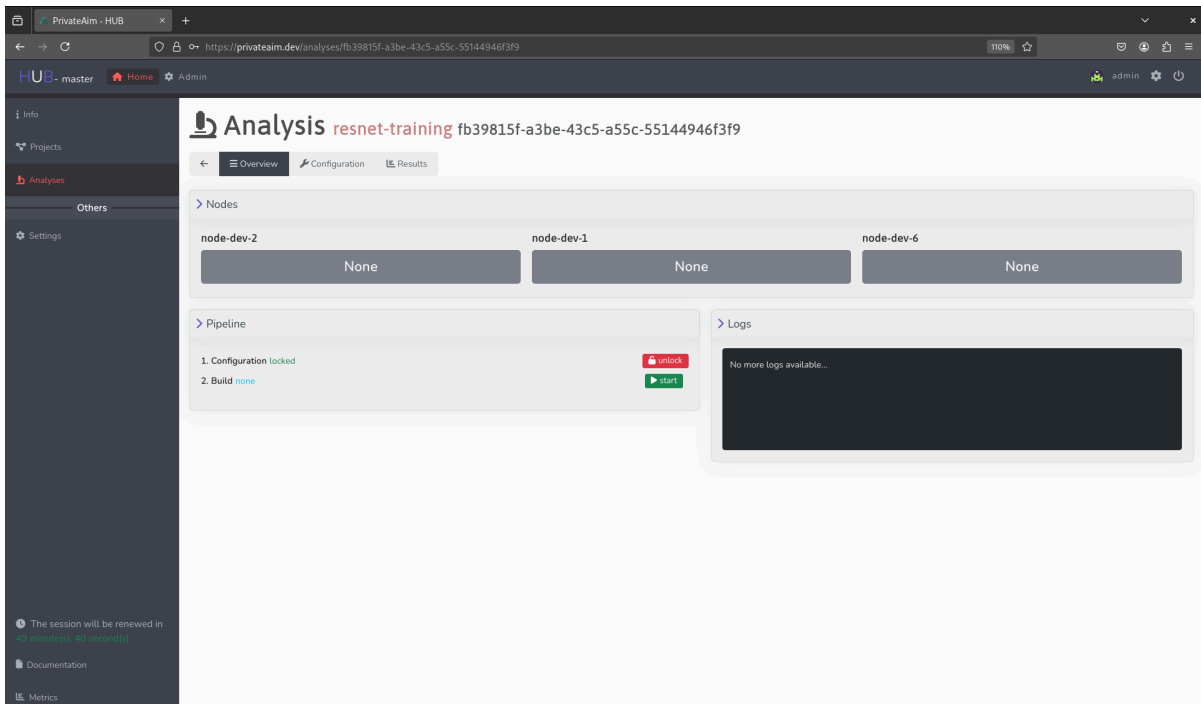 PrivateAim - HUB
https://privateaim.dev/analyses/fb39815f-a3be-43c5-a55c-55144946f3f9
110%
HUB- master Home Admin
admin
Info
Projects
Analyses
Others
Settings
The session will be renewed in
49 minute(s), 40 second(s)
Documentation
Metrics
Analysis resnet-training fb39815f-a3be-43c5-a55c-55144946f3f9
Overview Configuration Results
Nodes
node-dev-2 node-dev-1 node-dev-6
None None None
Pipeline
1. Configuration locked unlock
2. Build none start
Logs
No more logs available...